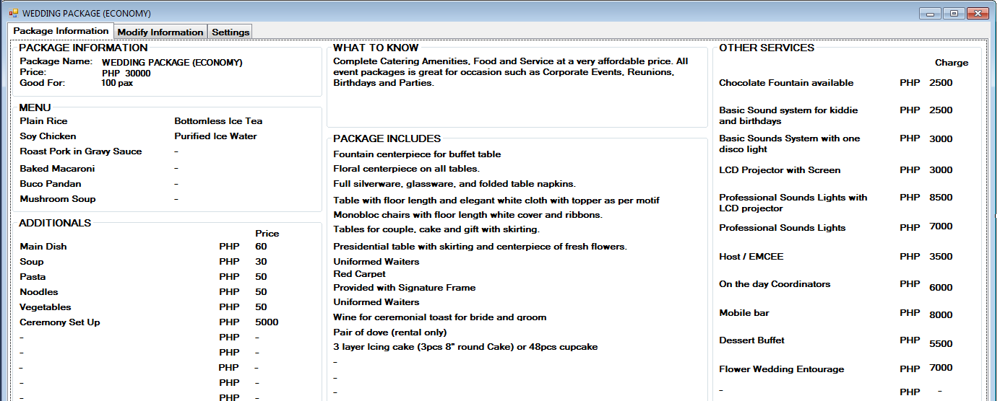 WEDDING PACKAGE (ECONOMY)
Package Information Modify Information Settings
PACKAGE INFORMATION
Package Name: WEDDING PACKAGE (ECONOMY)
Price: PHP 30000
Good For: 100 pax
MENU
Plain Rice Bottomless Ice Tea
Soy Chicken Purified Ice Water
Roast Pork in Gravy Sauce -
Baked Macaroni -
Buco Pandan -
Mushroom Soup -
ADDITIONALS
Price
Main Dish PHP 60
Soup PHP 30
Pasta PHP 50
Noodles PHP 50
Vegetables PHP 50
Ceremony Set Up PHP 5000
- PHP -
- PHP -
- PHP -
- PHP -
- PHP -
WHAT TO KNOW
Complete Catering Amenities, Food and Service at a very affordable price. All
event packages is great for occasion such as Corporate Events, Reunions,
Birthdays and Parties.
PACKAGE INCLUDES
Fountain centerpiece for buffet table
Floral centerpiece on all tables.
Full silverware, glassware, and folded table napkins.
Table with floor length and elegant white cloth with topper as per motif
Monobloc chairs with floor length white cover and ribbons.
Tables for couple, cake and gift with skirting.
Presidential table with skirting and centerpiece of fresh flowers.
Uniformed Waiters
Red Carpet
Provided with Signature Frame
Uniformed Waiters
Wine for ceremonial toast for bride and groom
Pair of dove (rental only)
3 layer Icing cake (3pcs 8" round Cake) or 48pcs cupcake
-
-
-
OTHER SERVICES
Charge
Chocolate Fountain available PHP 2500
Basic Sound system for kiddie PHP 2500
and birthdays
Basic Sounds System with one PHP 3000
disco light
LCD Projector with Screen PHP 3000
Professional Sounds Lights with PHP 8500
LCD projector
Professional Sounds Lights PHP 7000
Host / EMCEE PHP 3500
On the day Coordinators PHP 6000
Mobile bar PHP 8000
Dessert Buffet PHP 5500
Flower Wedding Entourage PHP 7000
- PHP -